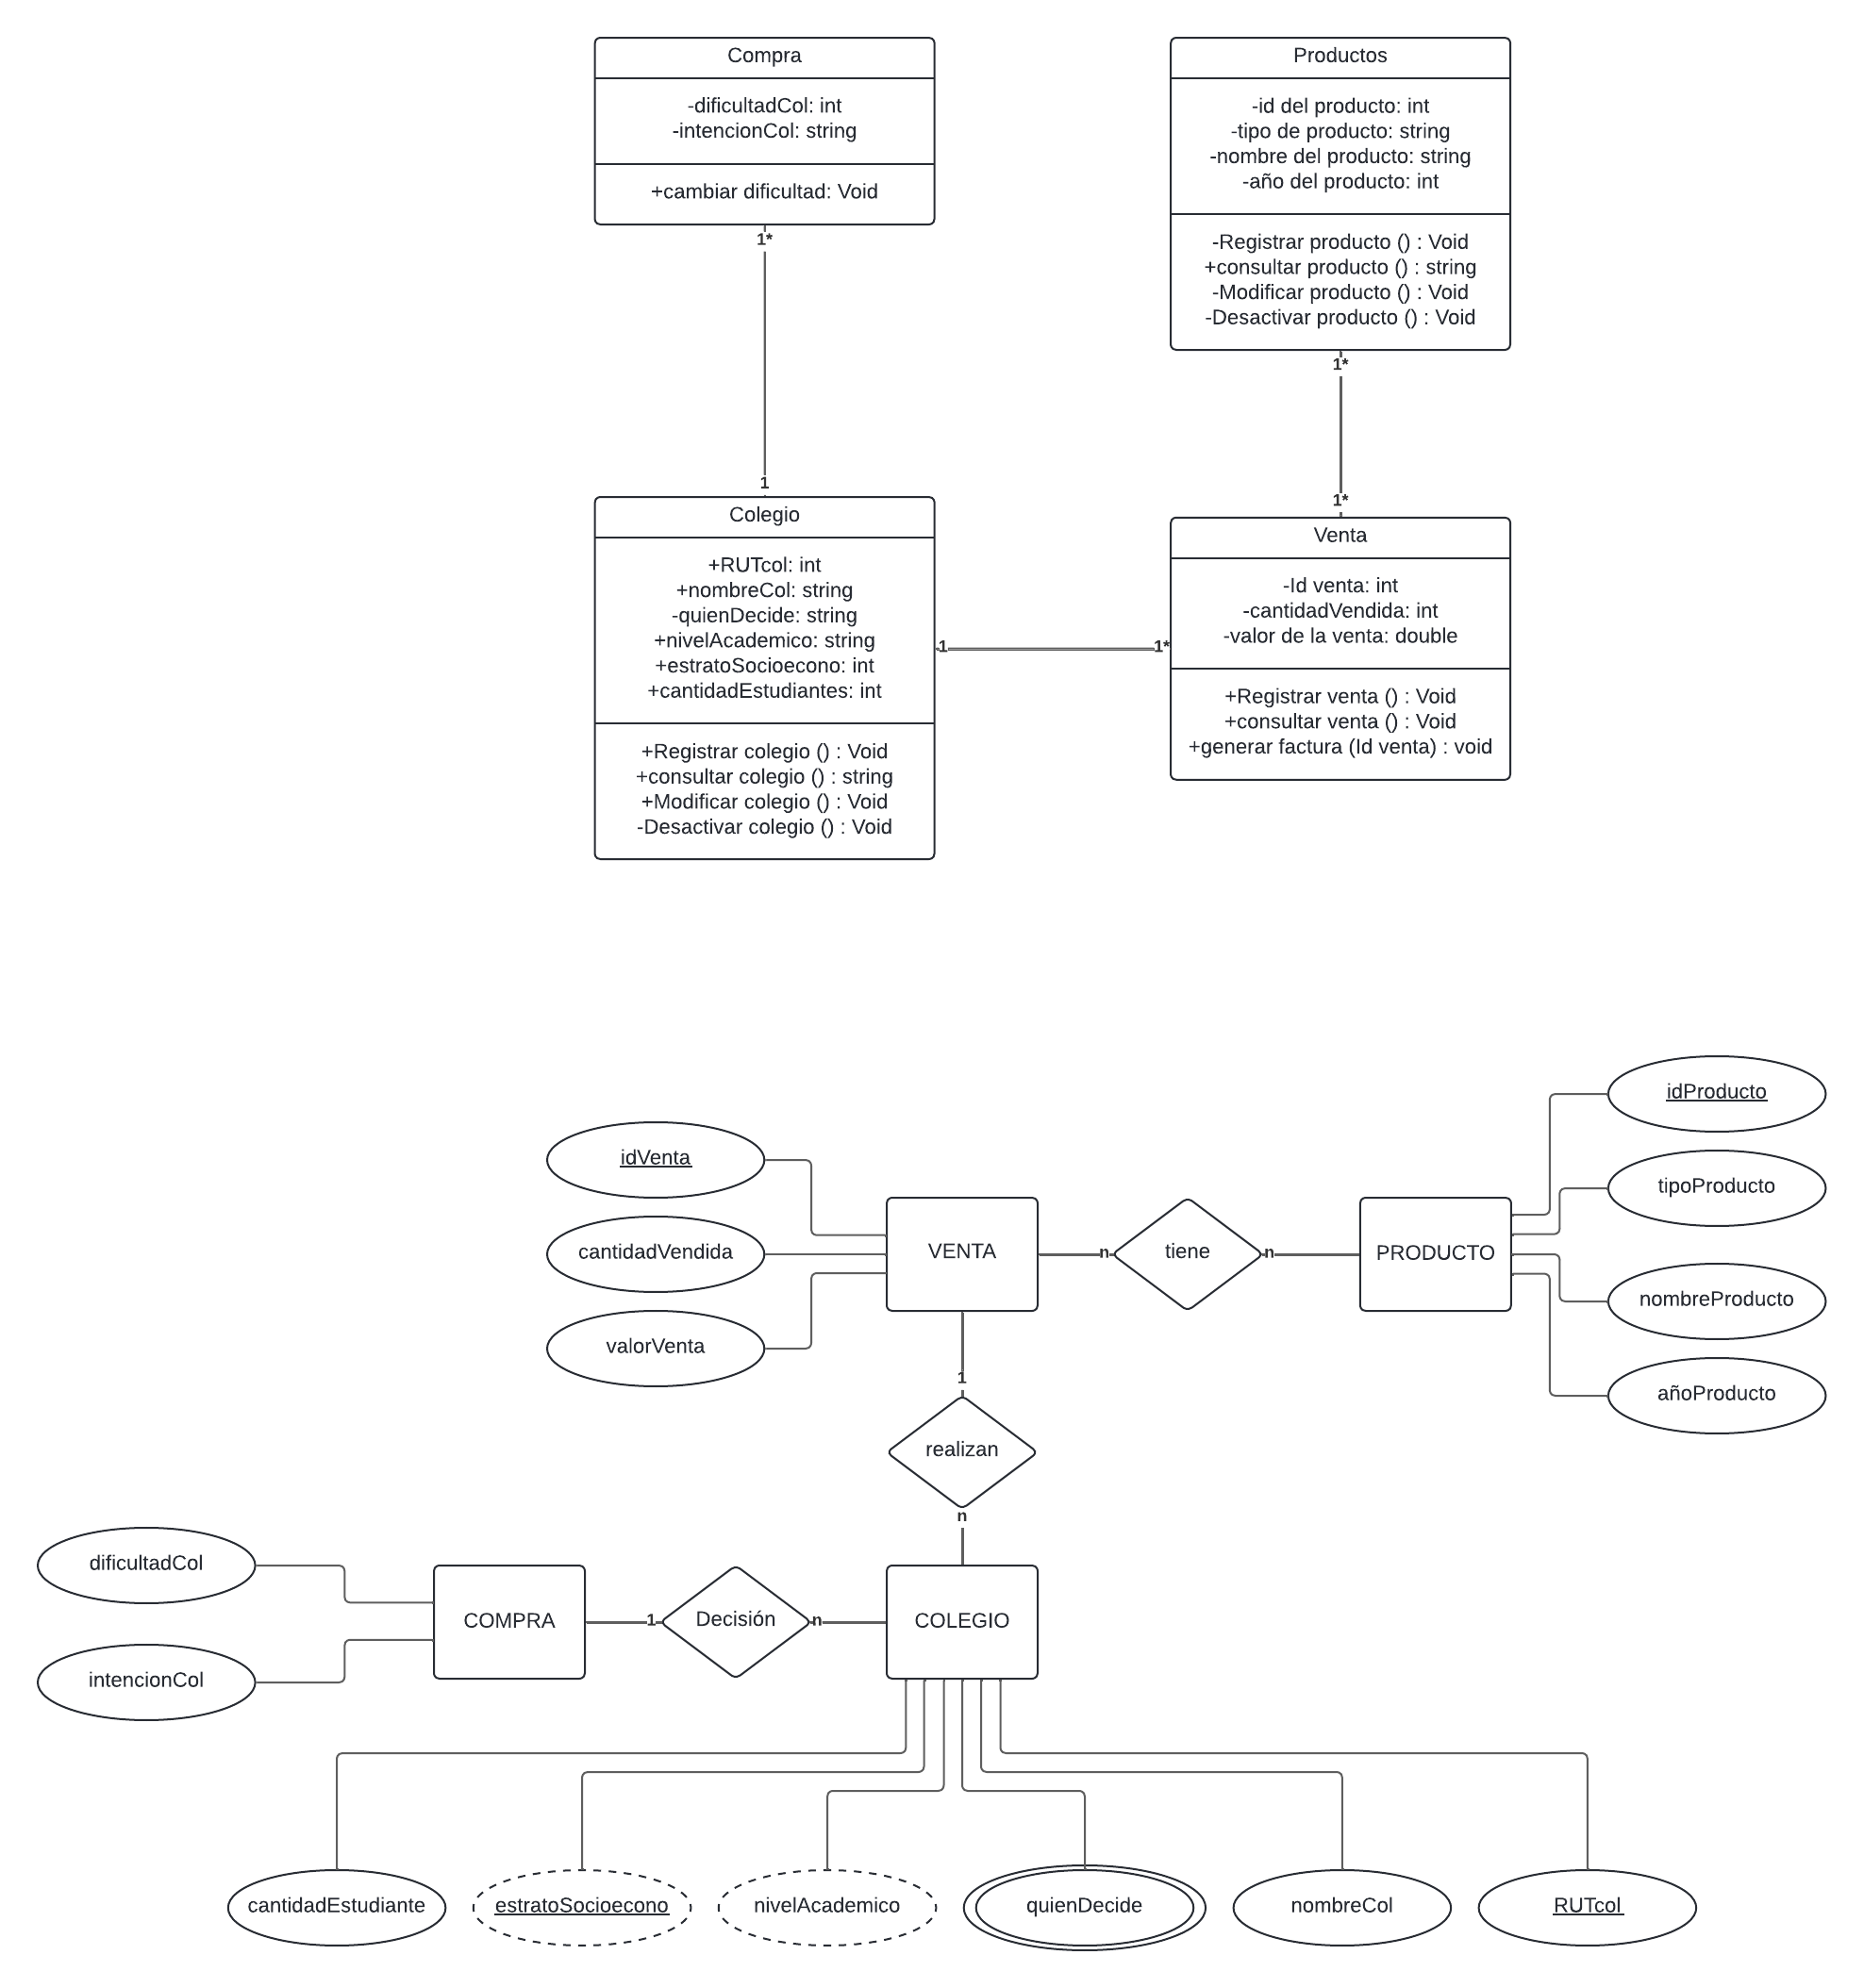 Compra
-dificultadCol: int
-intencionCol: string
+cambiar dificultad: Void
1*
1
Productos
-id del producto: int
-tipo de producto: string
-nombre del producto: string
-año del producto: int
-Registrar producto () : Void
+consultar producto () : string
-Modificar producto () : Void
-Desactivar producto () : Void
1*
1*
Colegio
+RUTcol: int
+nombreCol: string
-quienDecide: string
+nivelAcademico: string
+estratoSocioecono: int
+cantidadEstudiantes: int
+Registrar colegio () : Void
+consultar colegio () : string
+Modificar colegio () : Void
-Desactivar colegio () : Void
1
1*
Venta
-Id venta: int
-cantidadVendida: int
-valor de la venta: double
+Registrar venta () : Void
+consultar venta () : Void
+generar factura (Id venta) : void
idVenta
cantidadVendida
valorVenta
VENTA
n
tiene
n
PRODUCTO
idProducto
tipoProducto
nombreProducto
añoProducto
1
realizan
n
dificultadCol
intencionCol
COMPRA
1
Decisión
n
COLEGIO
cantidadEstudiante
estratoSocioecono
nivelAcademico
quienDecide
nombreCol
RUTcol